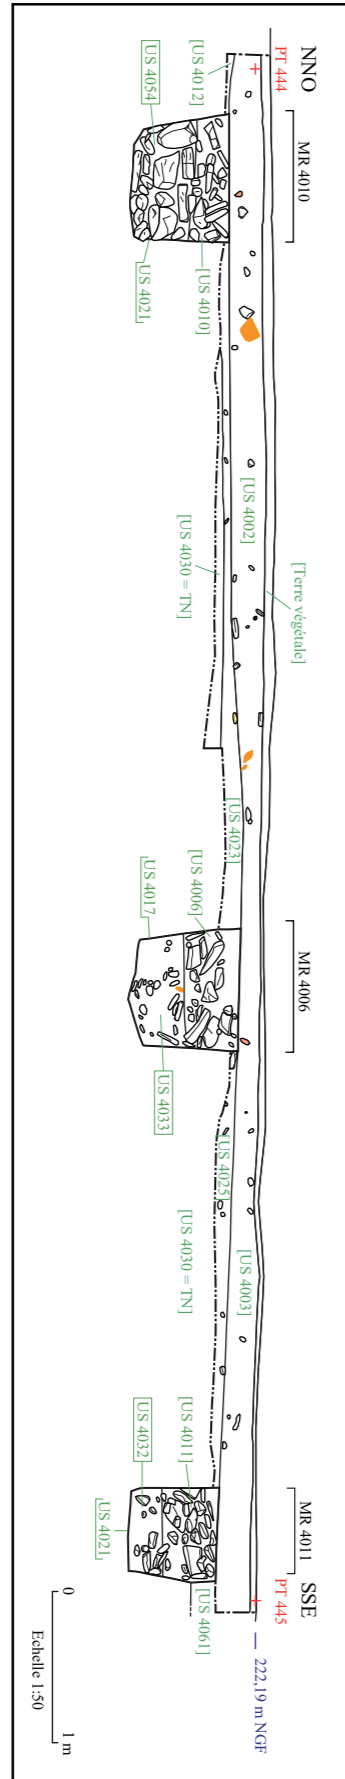 NNO
PT 444
[US 4012]
US 4054
MR 4010
[US 4010]
US 4021
[US 4002]
[US 4030 = TN]
[Terre végétale]
[US 4023]
MR 4006
[US 4006]
US 4017
US 4033
[US 4025]
[US 4030 = TN]
[US 4003]
MR 4011
[US 4011]
US 4032
US 4021
[US 4061]
SSE
PT 445
222,19 m NGF
0
1 m
Echelle 1:50